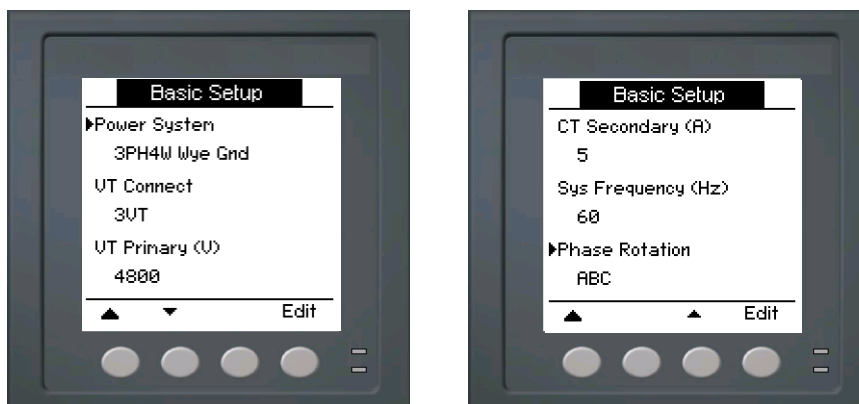 Basic Setup
Power System
3PH4W Wye Gnd
VT Connect
3VT
VT Primary (V)
4800
Edit
Basic Setup
CT Secondary (A)
5
Sys Frequency (Hz)
60
Phase Rotation
ABC
Edit